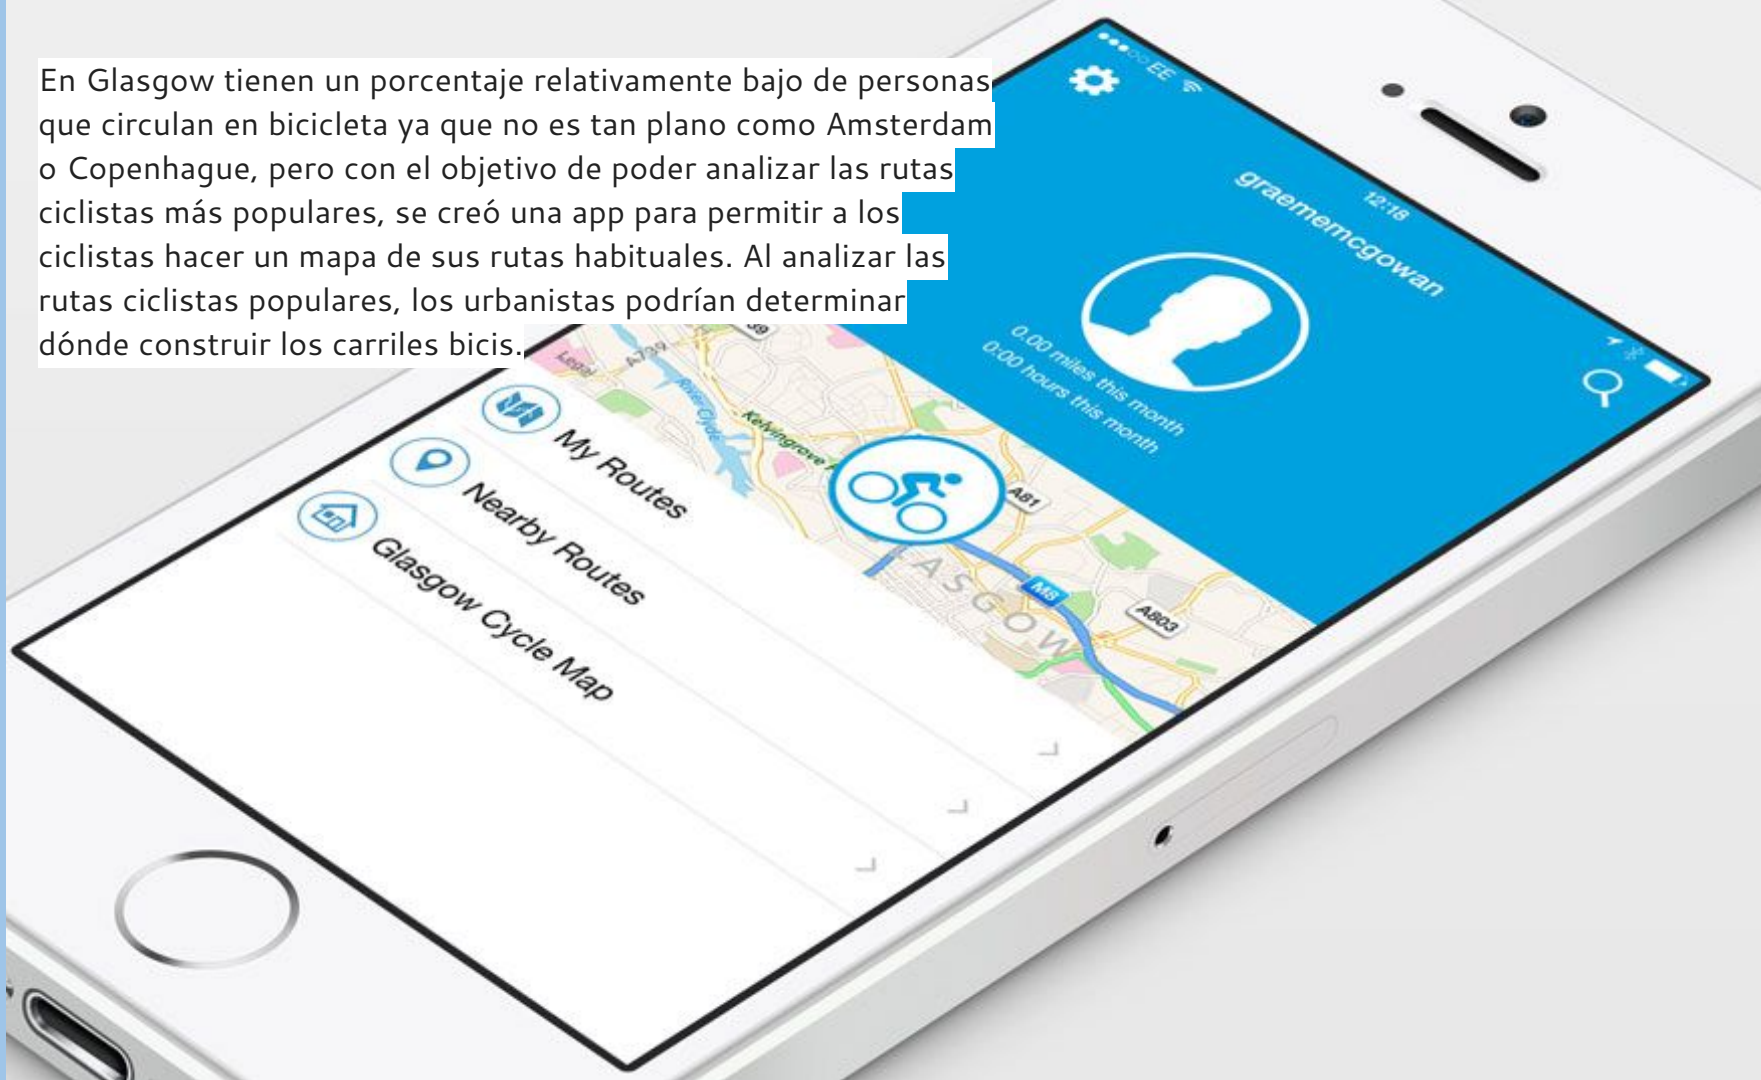 En Glasgow tienen un porcentaje relativamente bajo de personas
que circulan en bicicleta ya que no es tan plano como Amsterdam
o Copenhague, pero con el objetivo de poder analizar las rutas
ciclistas más populares, se creó una app para permitir a los
ciclistas hacer un mapa de sus rutas habituales. Al analizar las
rutas ciclistas populares, los urbanistas podrían determinar
dónde construir los carriles bicis.
EE
12:18
graememcgowan
0.00 miles this month
0:00 hours this month
A739
River Clyde
Kelvingrove
A81
M8
A803
My Routes
Nearby Routes
Glasgow Cycle Map